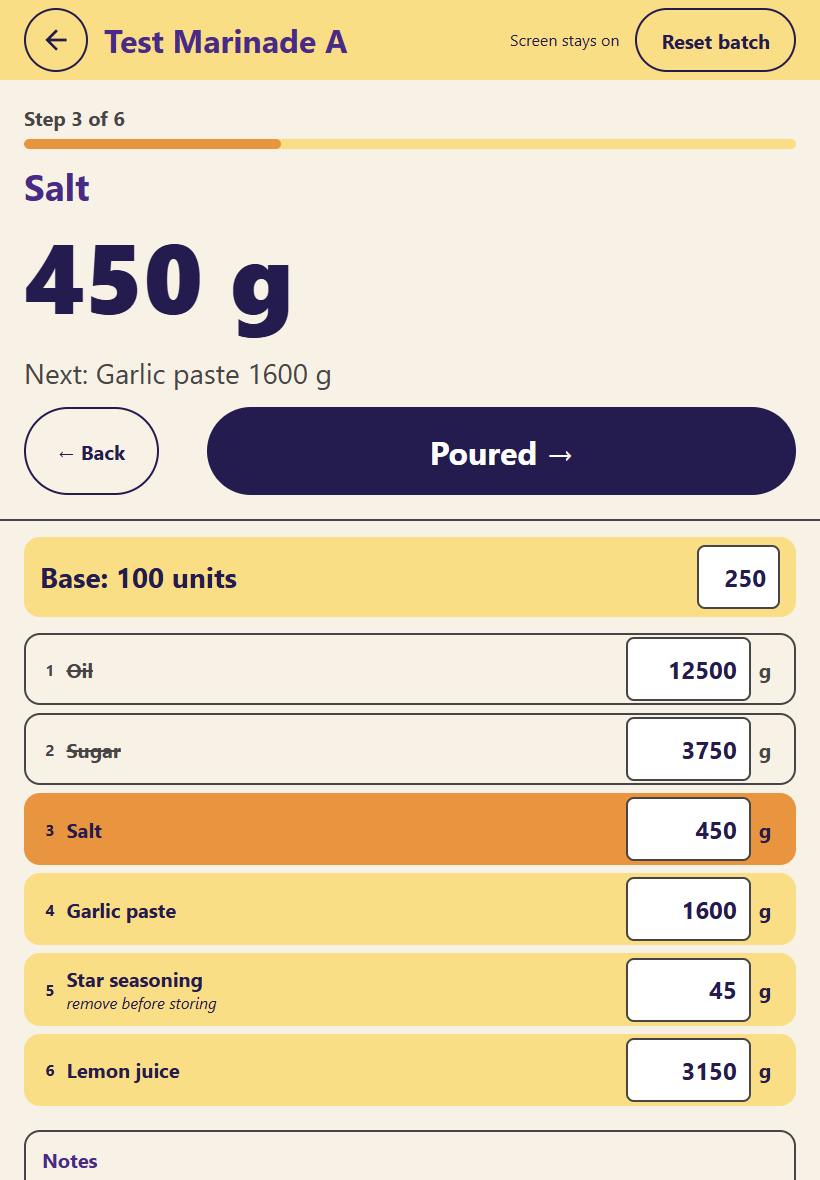 Test Marinade A
Screen stays on
Reset batch
Step 3 of 6
Salt
450 g
Next: Garlic paste 1600 g
← Back
Poured →
Base: 100 units 250
1 Oil 12500 g
2 Sugar 3750 g
3 Salt 450 g
4 Garlic paste 1600 g
5 Star seasoning 45 g
remove before storing
6 Lemon juice 3150 g
Notes